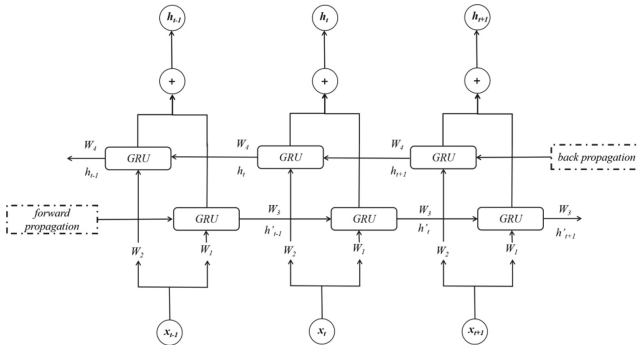 h_{t-1} h_t h_{t+1}
+ + +
W_4 GRU W_4 GRU W_4 GRU back propagation
h_{t-1} h_t h_{t+1}
forward
propagation
GRU W_3 GRU W_3 GRU W_3
h'_{t-1} h'_t h'_{t+1}
W_2 W_1 W_2 W_1 W_2 W_1
x_{t-1} x_t x_{t+1}